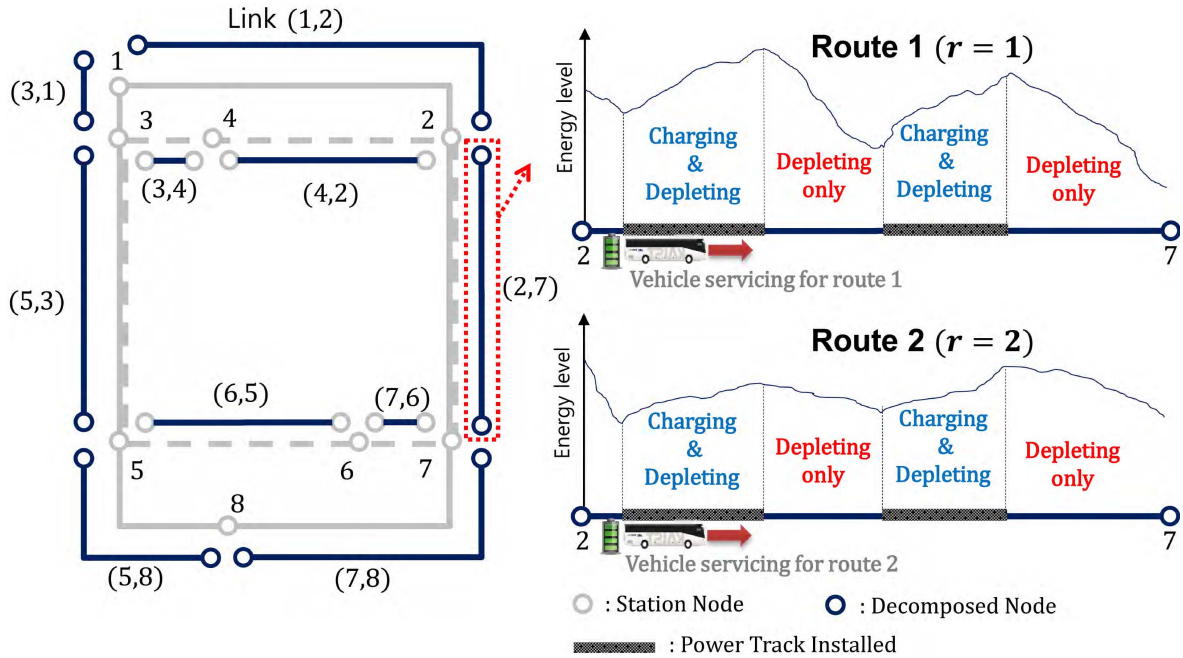 Link (1,2)
1
(3,1)
3
4
2
(3,4)
(4,2)
(5,3)
(2,7)
(6,5)
(7,6)
5
6
7
8
(5,8)
(7,8)
Route 1 (r = 1)
Energy level
Charging
&
Depleting
Depleting
only
Charging
&
Depleting
Depleting
only
2
7
Vehicle servicing for route 1
Route 2 (r = 2)
Energy level
Charging
&
Depleting
Depleting
only
Charging
&
Depleting
Depleting
only
2
7
Vehicle servicing for route 2
: Station Node
: Decomposed Node
: Power Track Installed